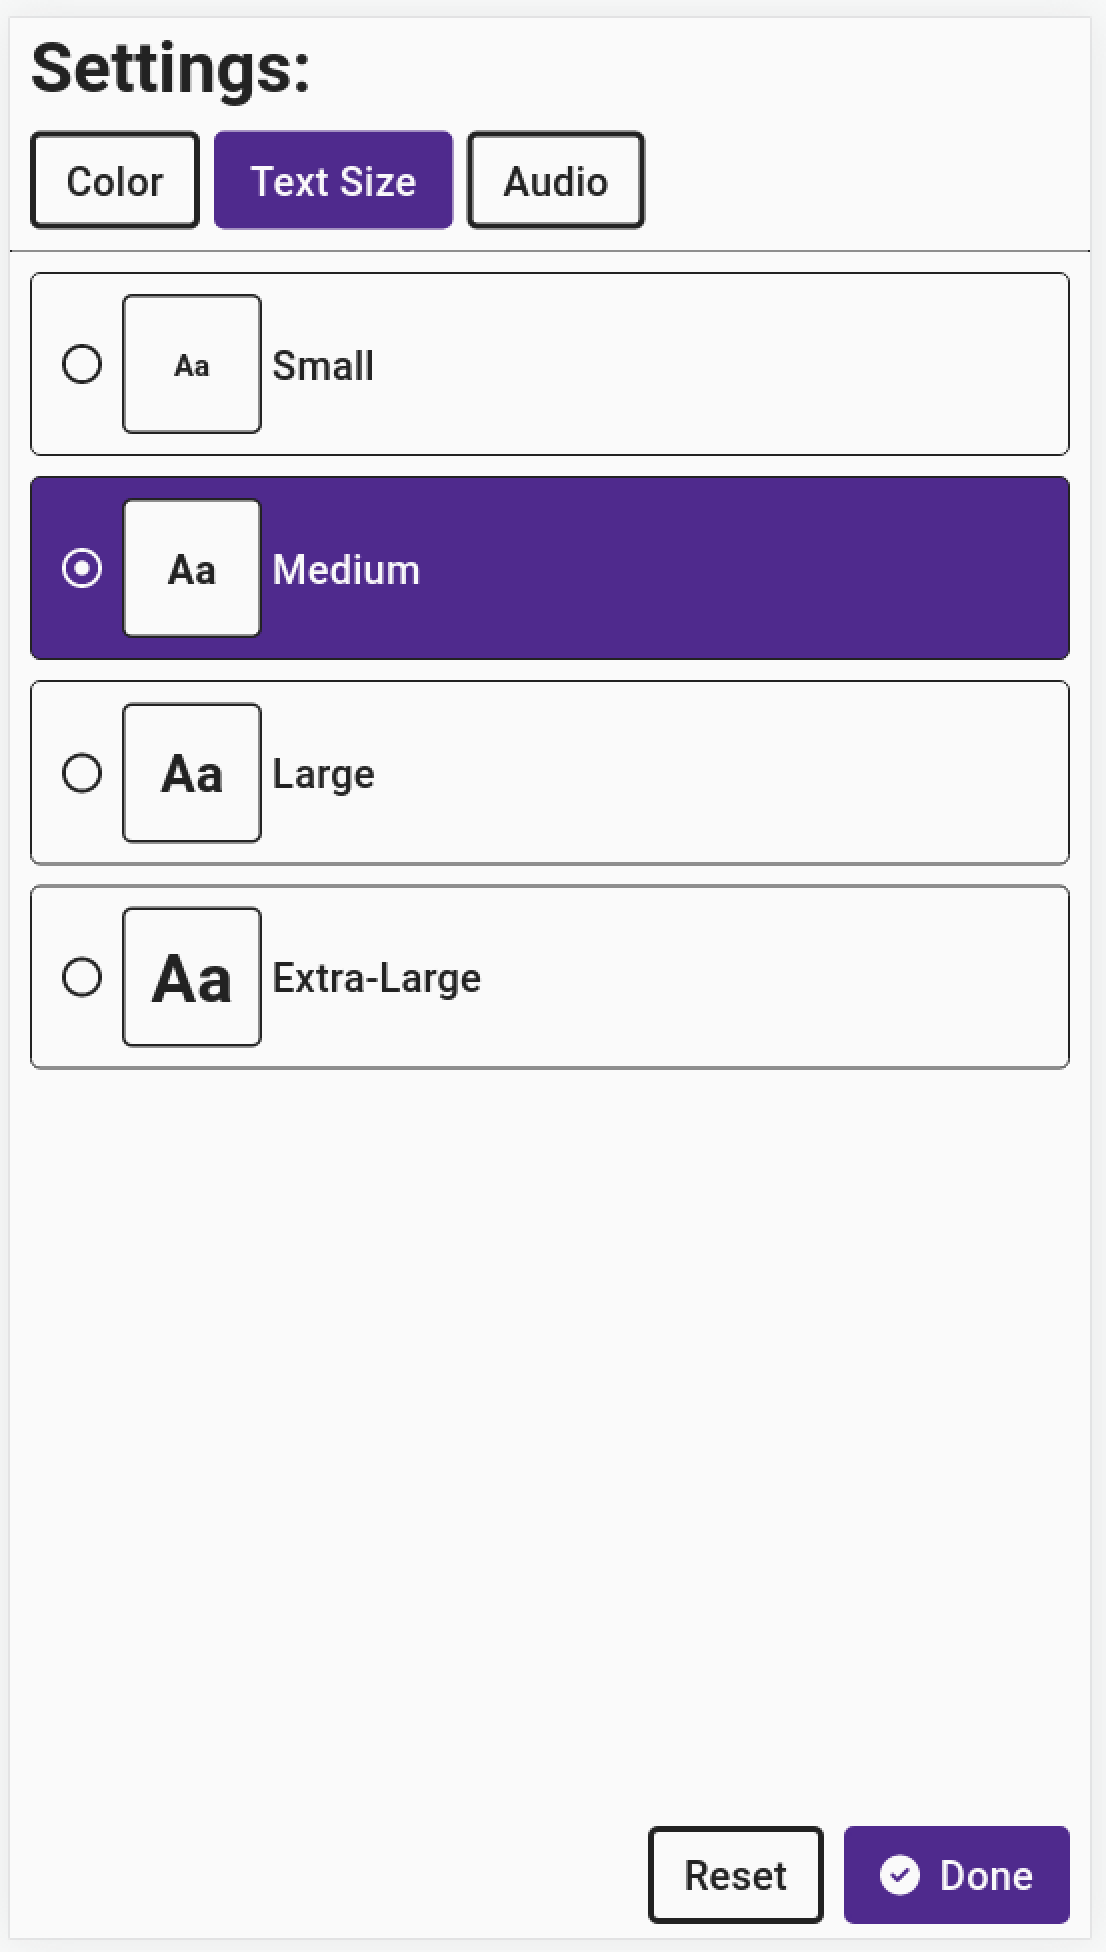 Settings:
Color Text Size Audio
Aa Small
Aa Medium
Aa Large
Aa Extra-Large
Reset Done